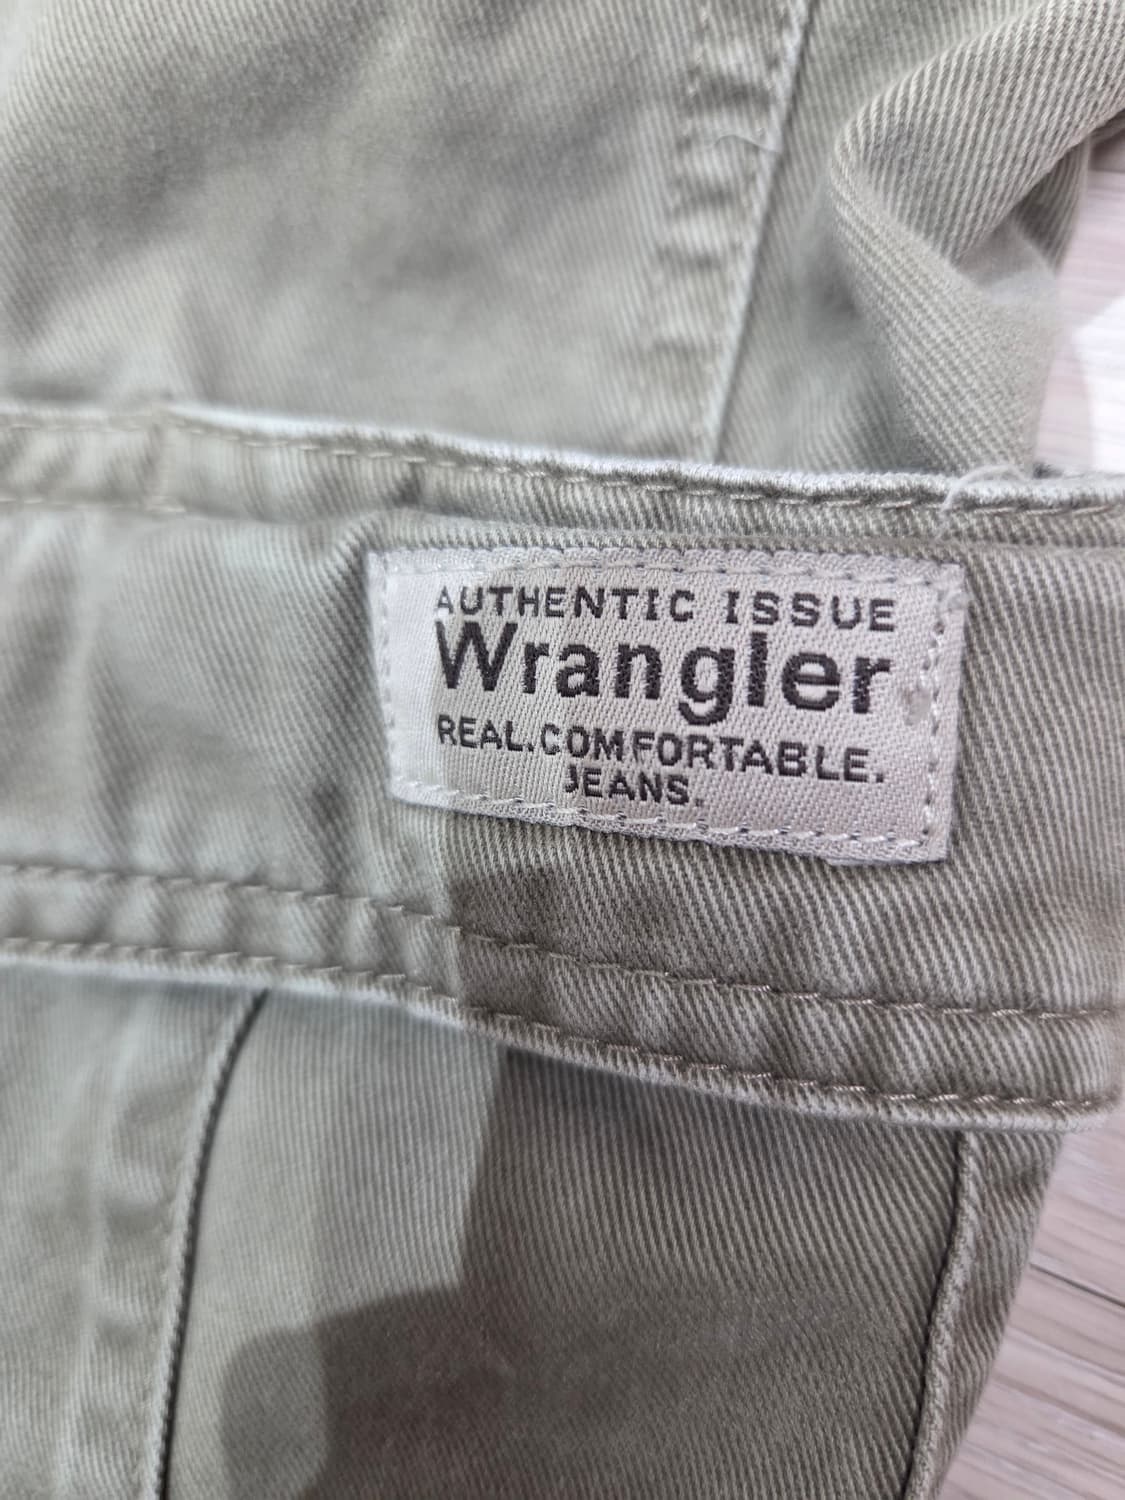 AUTHENTIC ISSUE
Wrangler
REAL.COMFORTABLE.
JEANS.